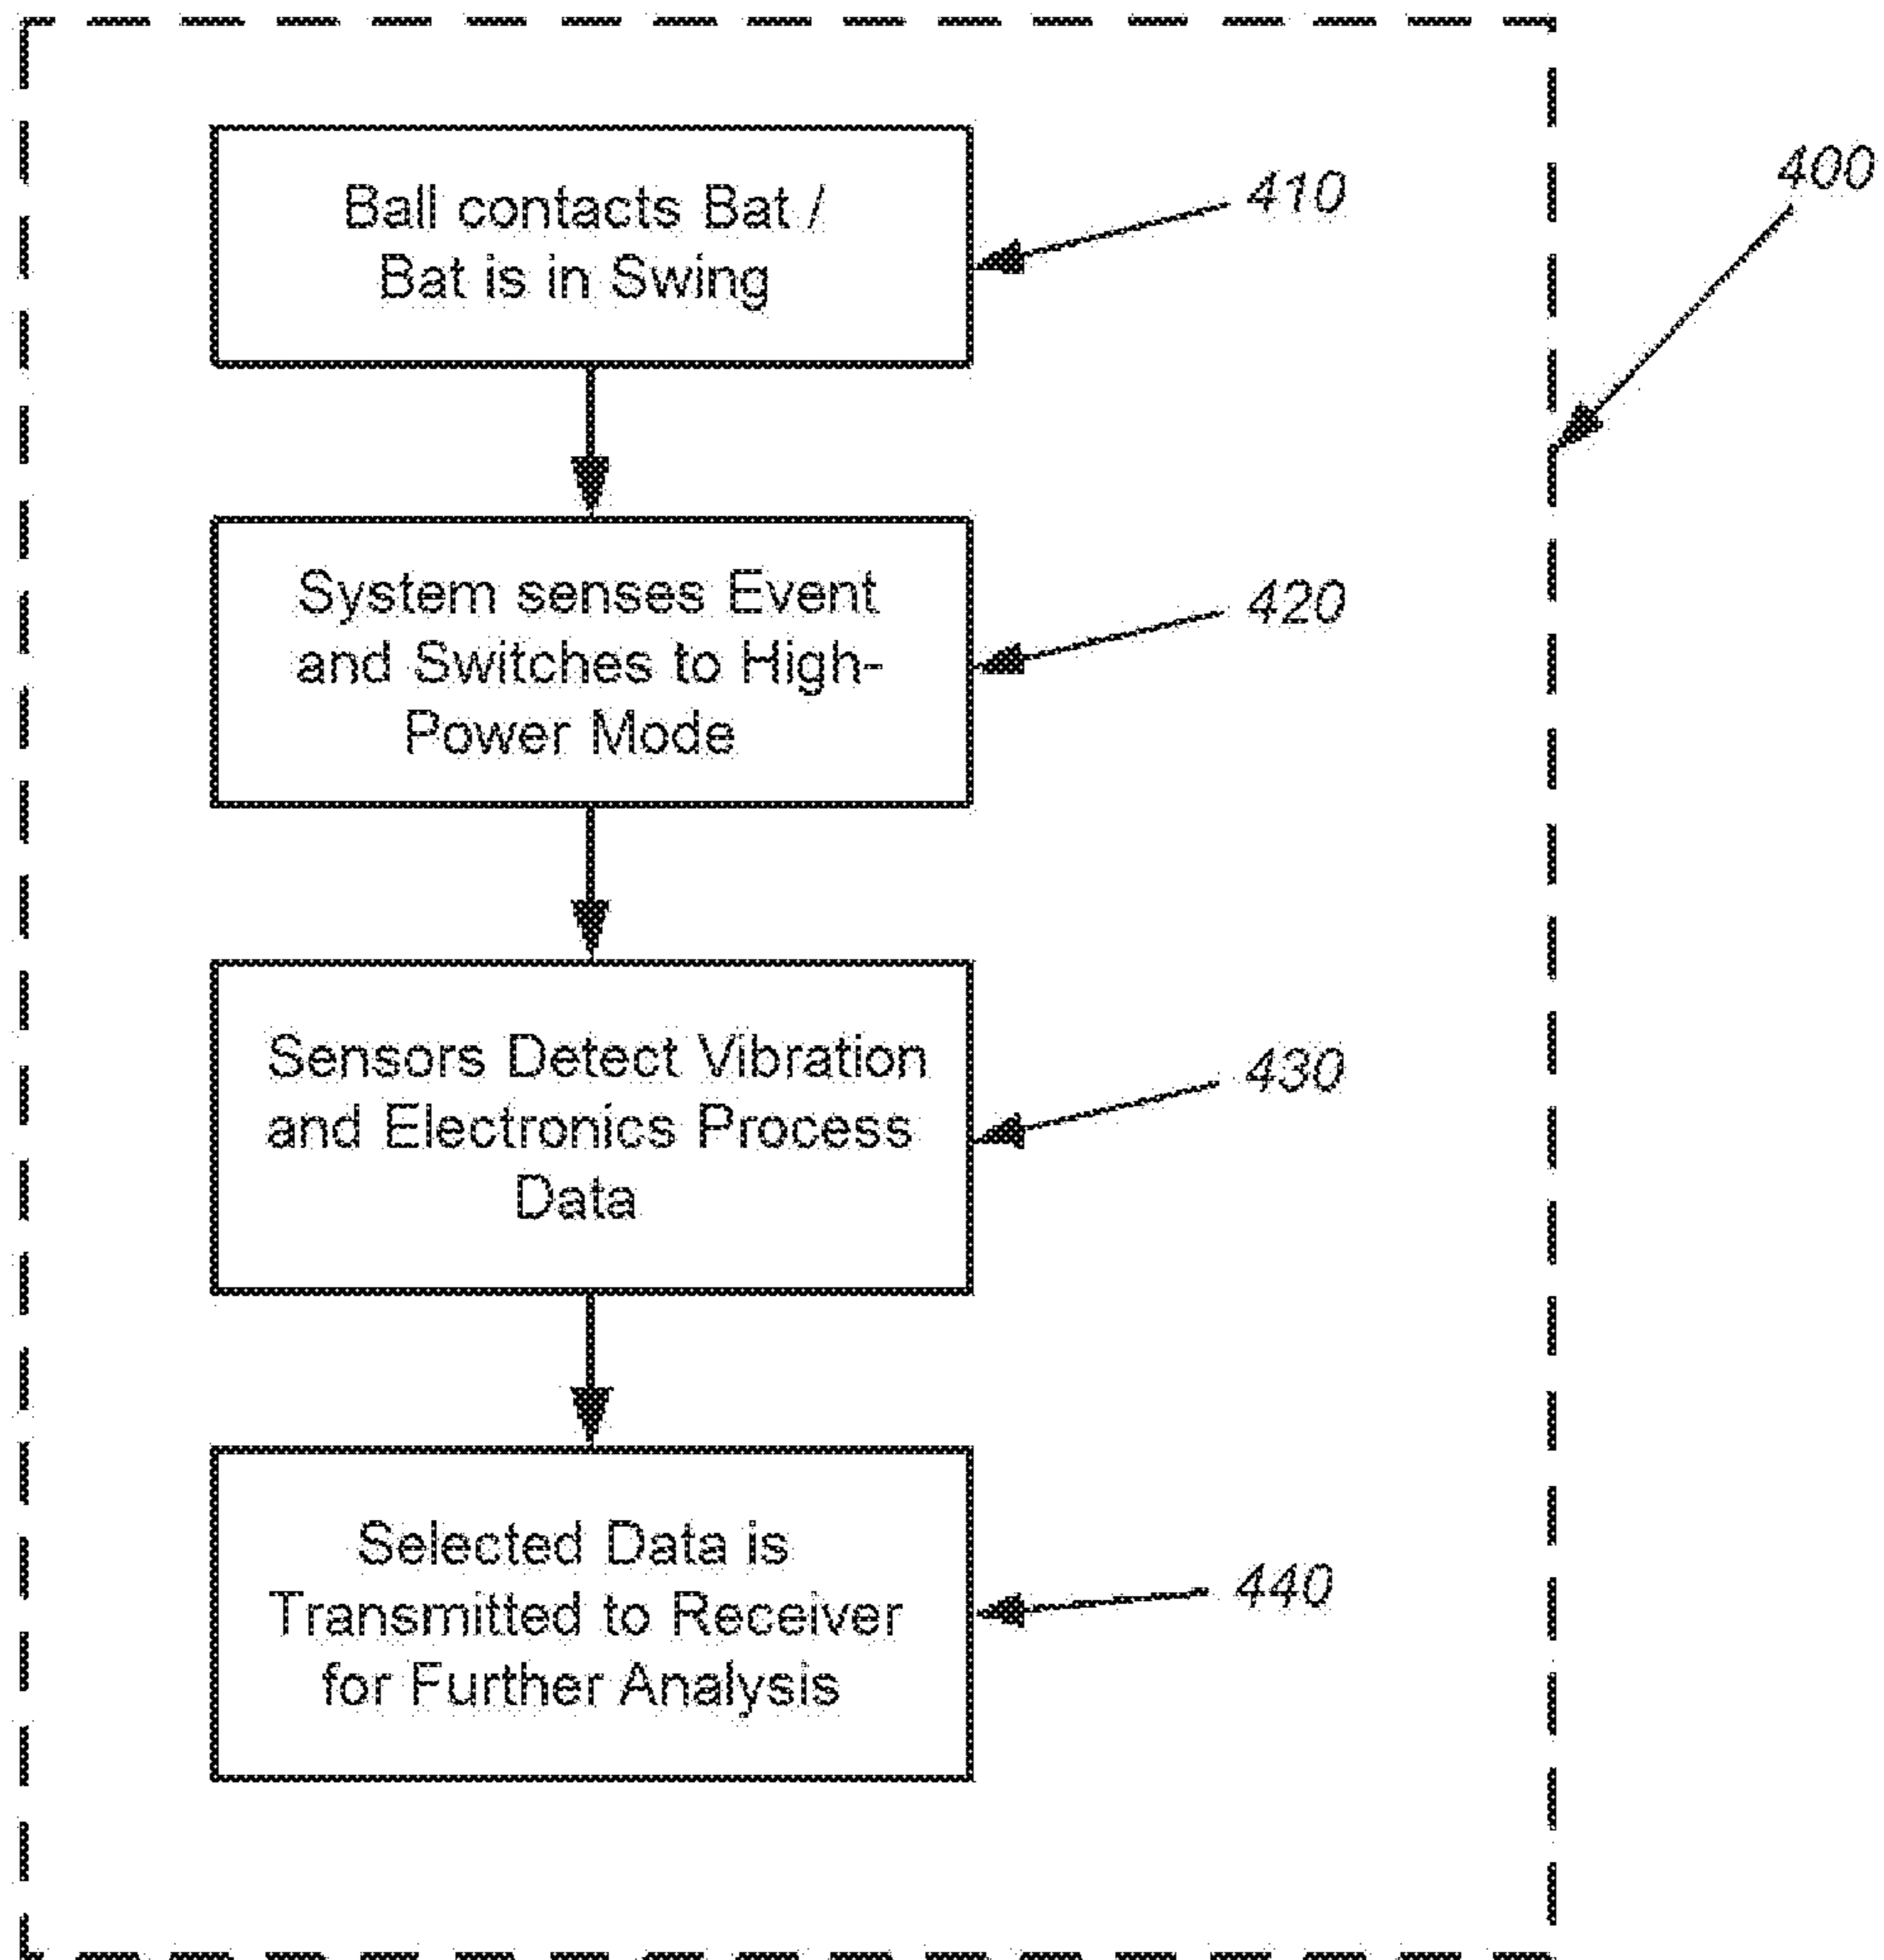 Ball contacts Bat /
Bat is in Swing
410
400
System senses Event
and Switches to High-
Power Mode
420
Sensors Detect Vibration
and Electronics Process
Data
430
Selected Data is
Transmitted to Receiver
for Further Analysis
440